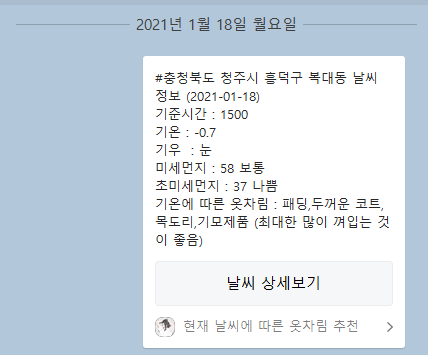 2021년 1월 18일 월요일
#충청북도 청주시 흥덕구 복대동 날씨
정보 (2021-01-18)
기준시간 : 1500
기온 : -0.7
기우  : 눈
미세먼지 : 58 보통
초미세먼지 : 37 나쁨
기온에 따른 옷차림 : 패딩,두꺼운 코트,
목도리,기모제품 (최대한 많이 껴입는 것
이 좋음)
날씨 상세보기
현재 날씨에 따른 옷차림 추천